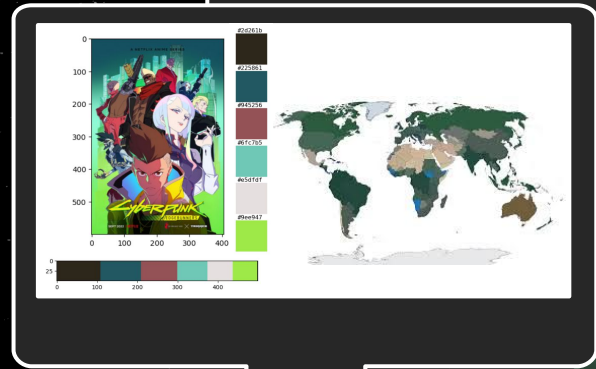 #2d261b
0
A NETFLIX ANIME SERIES
#225861
100
200
#945256
300
#6fc7b5
400
#e5dfdf
500
CYBERPUNK
EDGERUNNERS
#9ee947
0 100 200 300 400
0
25
0 100 200 300 400